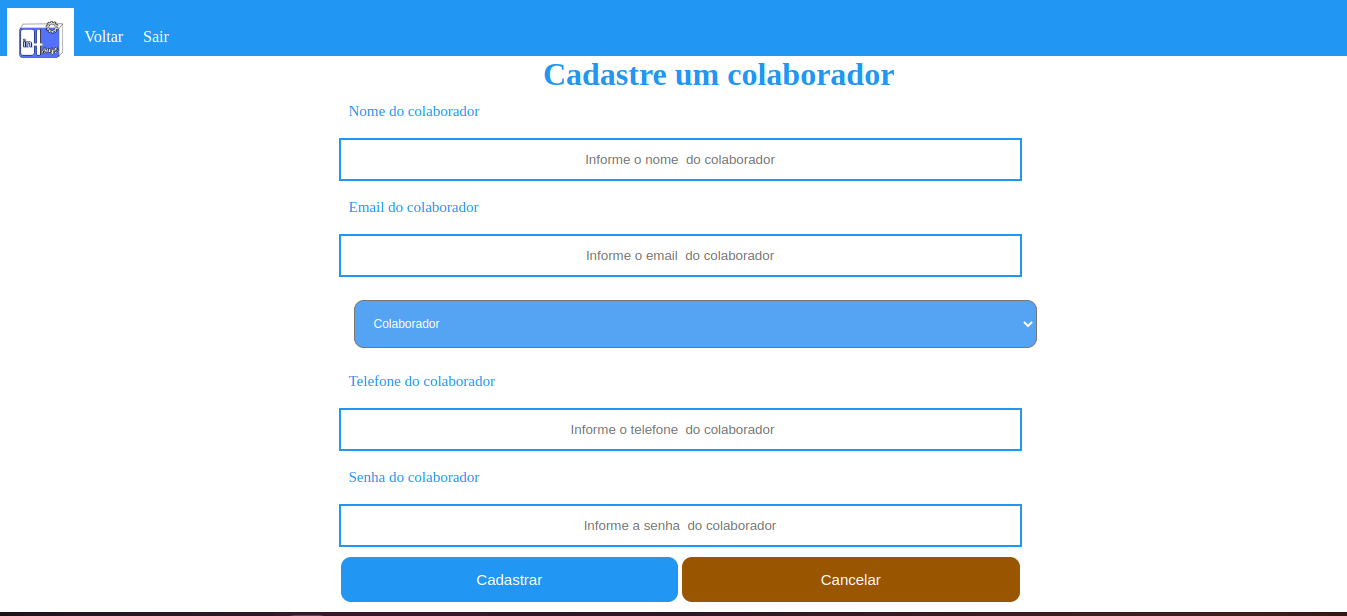 in
Voltar Sair
Cadastre um colaborador
Nome do colaborador
Informe o nome  do colaborador
Email do colaborador
Informe o email  do colaborador
Colaborador
Telefone do colaborador
Informe o telefone  do colaborador
Senha do colaborador
Informe a senha  do colaborador
Cadastrar Cancelar